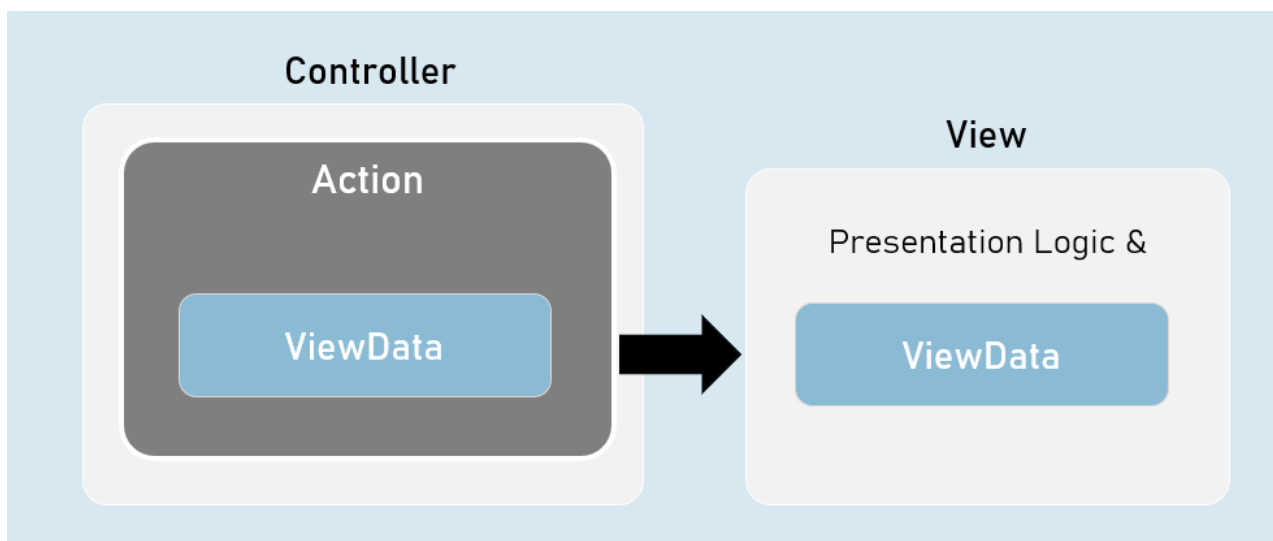 Controller
Action
ViewData
View
Presentation Logic &
ViewData